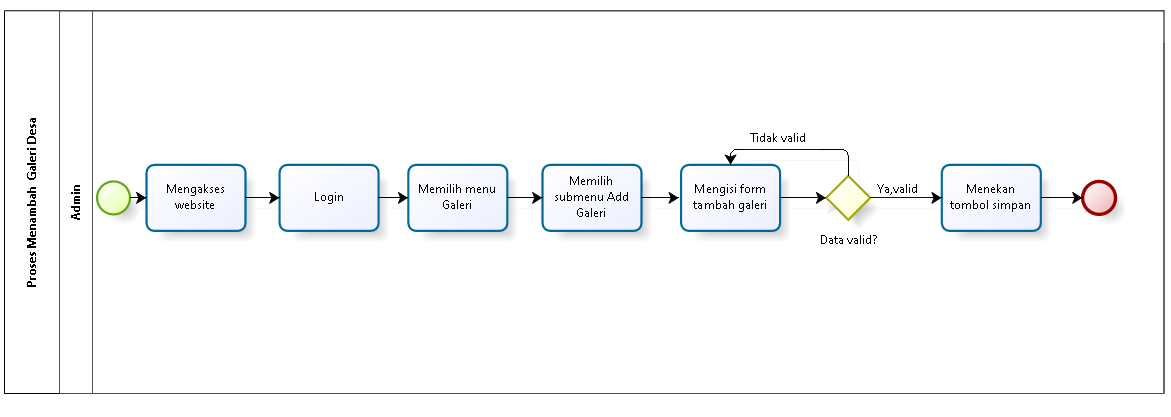 Proses Menambah Galeri Desa
Admin
Mengakses
website
Login
Memilih menu
Galeri
Memilih
submenu Add
Galeri
Tidak valid
Mengisi form
tambah galeri
Data valid?
Ya,valid
Menekan
tombol simpan